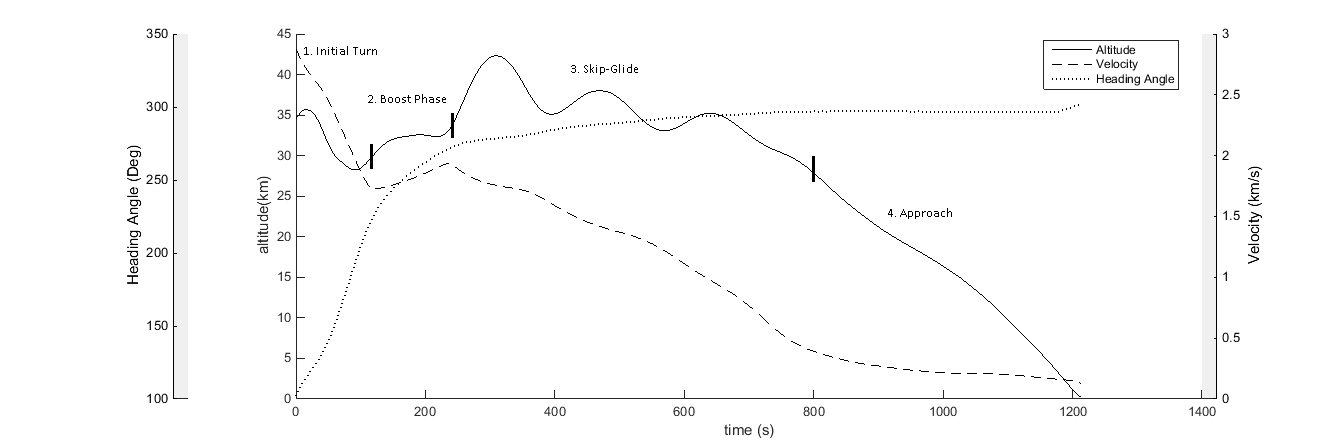 350
300
250
200
150
100
Heading Angle (Deg)
45
40
35
30
25
20
15
10
5
0
altitude(km)
1. Initial Turn
2. Boost Phase
3. Skip-Glide
4. Approach
Altitude
Velocity
Heading Angle
3
2.5
2
1.5
1
0.5
0
Velocity (km/s)
0 200 400 600 800 1000 1200 1400
time (s)